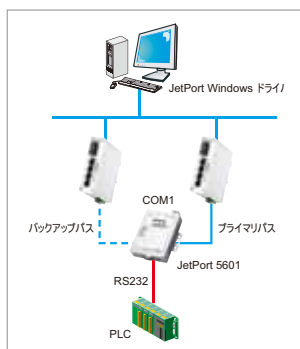 JetPort Windows ドライ
COM1
バックアップパス
プライマリパス
JetPort 5601
RS232
PLC